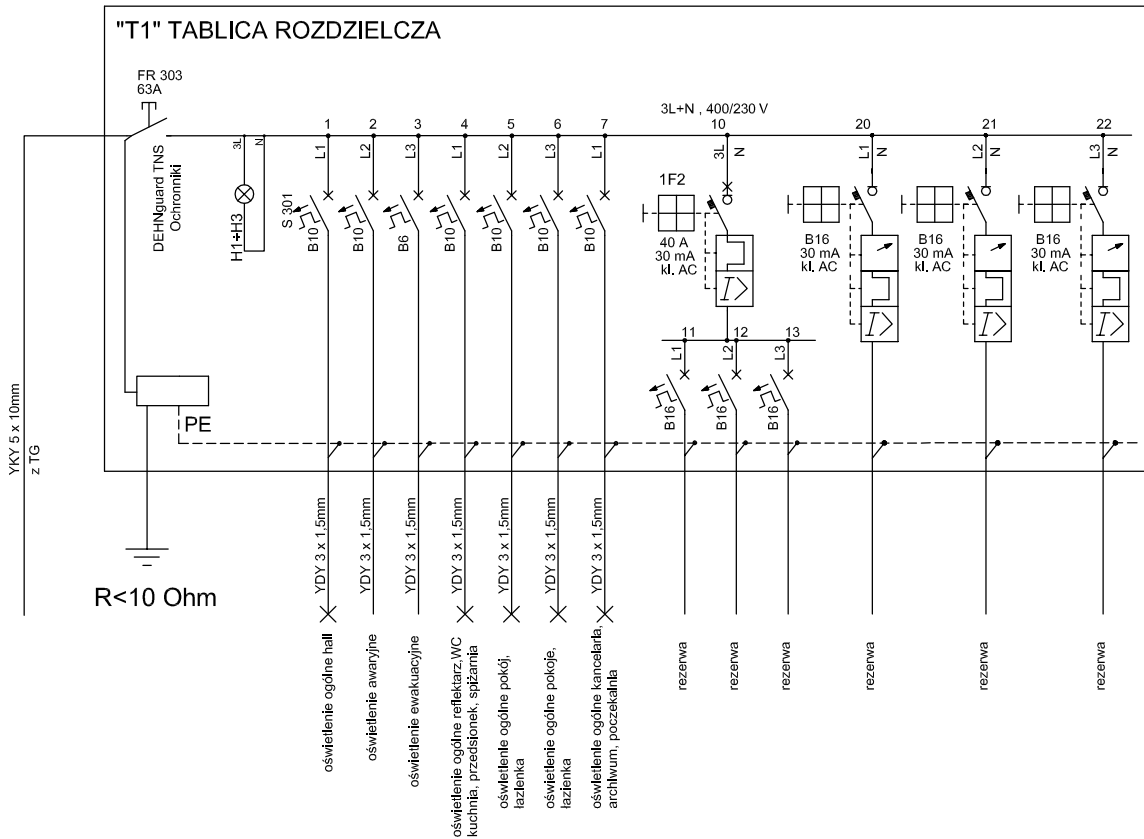 "T1" TABLICA ROZDZIELCZA
FR 303
63A
DEHNguard TNS
Ochronniki
3L
N
H1÷H3
3L+N , 400/230 V
1
2
3
4
5
6
7
10
20
21
22
L1
L2
L3
L1
L2
L3
L1
3L
N
L1
N
L2
N
L3
N
S 301
B10
B10
B6
B10
B10
B10
B10
1F2
40 A
30 mA
kl. AC
B16
30 mA
kl. AC
B16
30 mA
kl. AC
B16
30 mA
kl. AC
11
12
13
L1
L2
L3
B16
B16
B16
PE
YKY 5 x 10mm
z TG
R<10 Ohm
YDY 3 x 1,5mm
YDY 3 x 1,5mm
YDY 3 x 1,5mm
YDY 3 x 1,5mm
YDY 3 x 1,5mm
YDY 3 x 1,5mm
YDY 3 x 1,5mm
oświetlenie ogólne hall
oświetlenie awaryjne
oświetlenie ewakuacyjne
oświetlenie ogólne reflektarz,WC
kuchnia, przedsionek, spiżarnia
oświetlenie ogólne pokój,
łazienka
oświetlenie ogólne pokoje,
łazienka
oświetlenie ogólne kancelaria,
archiwum, poczekalnia
rezerwa
rezerwa
rezerwa
rezerwa
rezerwa
rezerwa